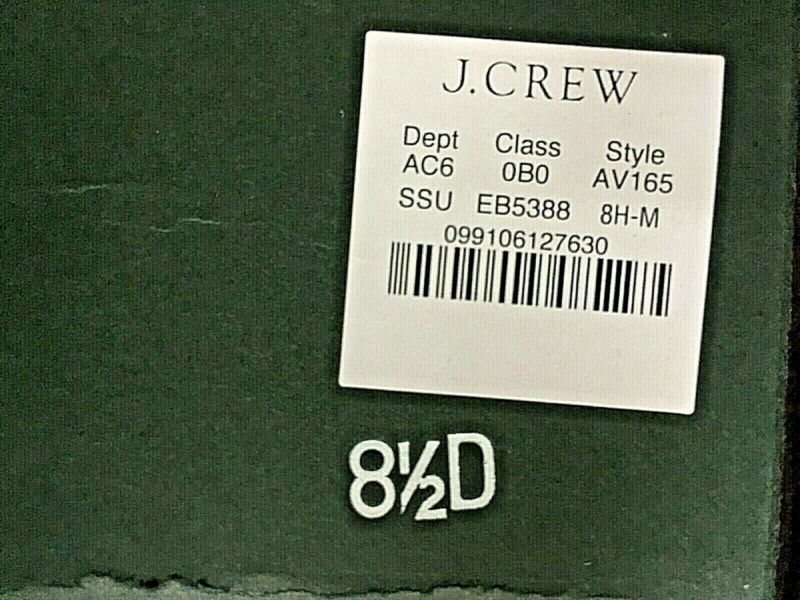 J.CREW
Dept Class Style
AC6 0B0 AV165
SSU EB5388 8H-M
099106127630
8½D